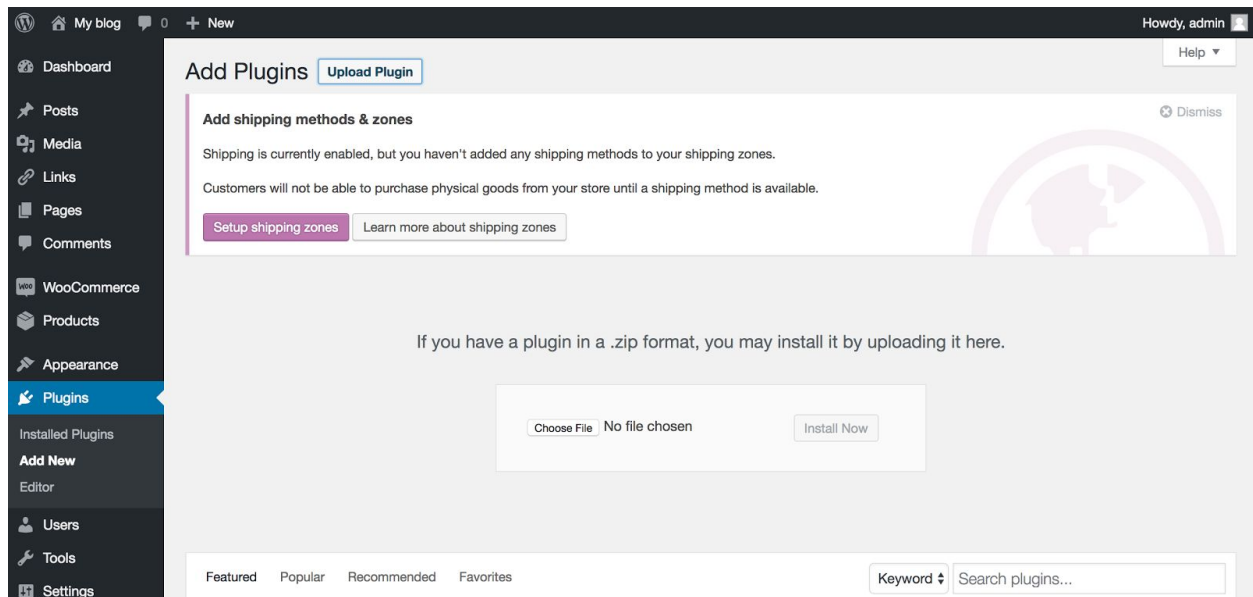 My blog 0 + New Howdy, admin
Help ▼
Dashboard
Posts
Media
Links
Pages
Comments
WOO WooCommerce
Products
Appearance
Plugins
Installed Plugins
Add New
Editor
Users
Tools
Settings
Add Plugins Upload Plugin
Add shipping methods & zones
Dismiss
Shipping is currently enabled, but you haven't added any shipping methods to your shipping zones.
Customers will not be able to purchase physical goods from your store until a shipping method is available.
Setup shipping zones Learn more about shipping zones
If you have a plugin in a .zip format, you may install it by uploading it here.
Choose File No file chosen Install Now
Featured Popular Recommended Favorites Keyword Search plugins...